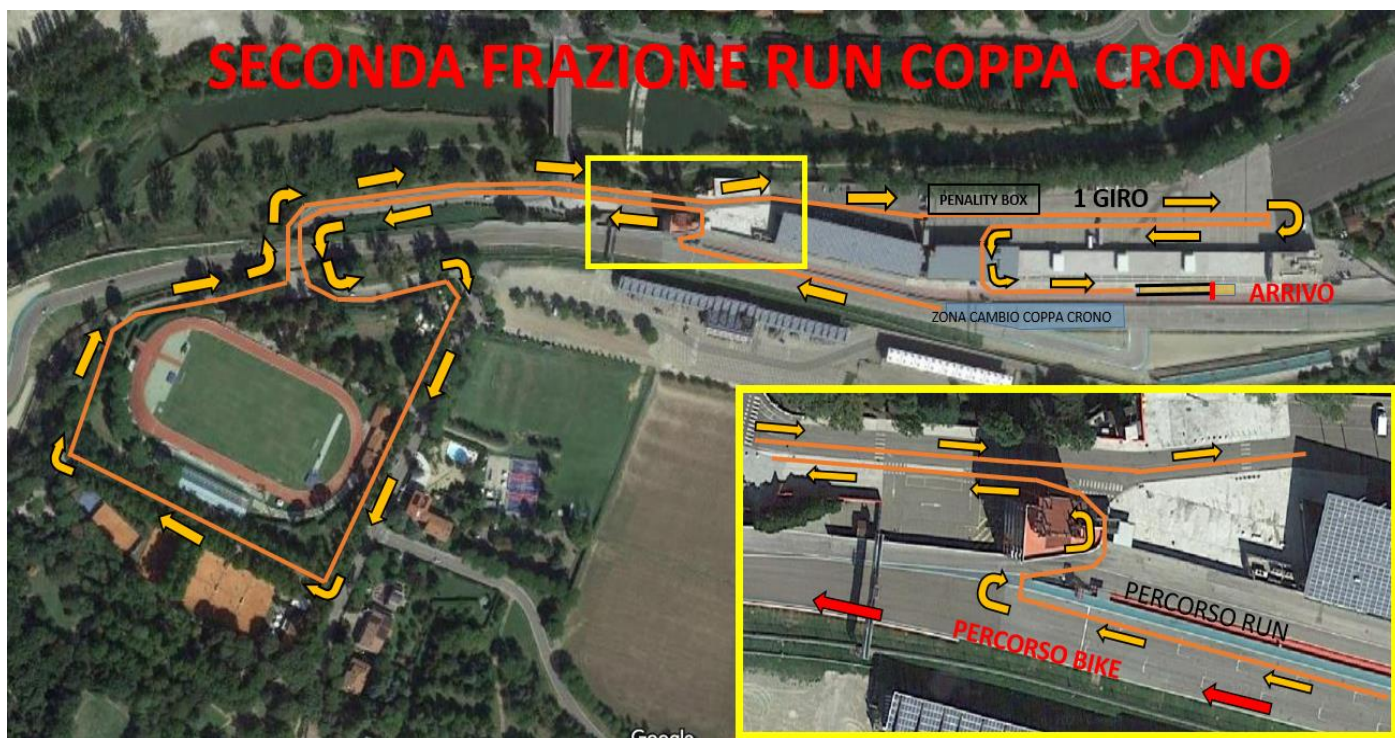 SECONDA FRAZIONE RUN COPPA CRONO
PENALITY BOX
1 GIRO
ARRIVO
ZONA CAMBIO COPPA CRONO
PERCORSO RUN
PERCORSO BIKE
Google